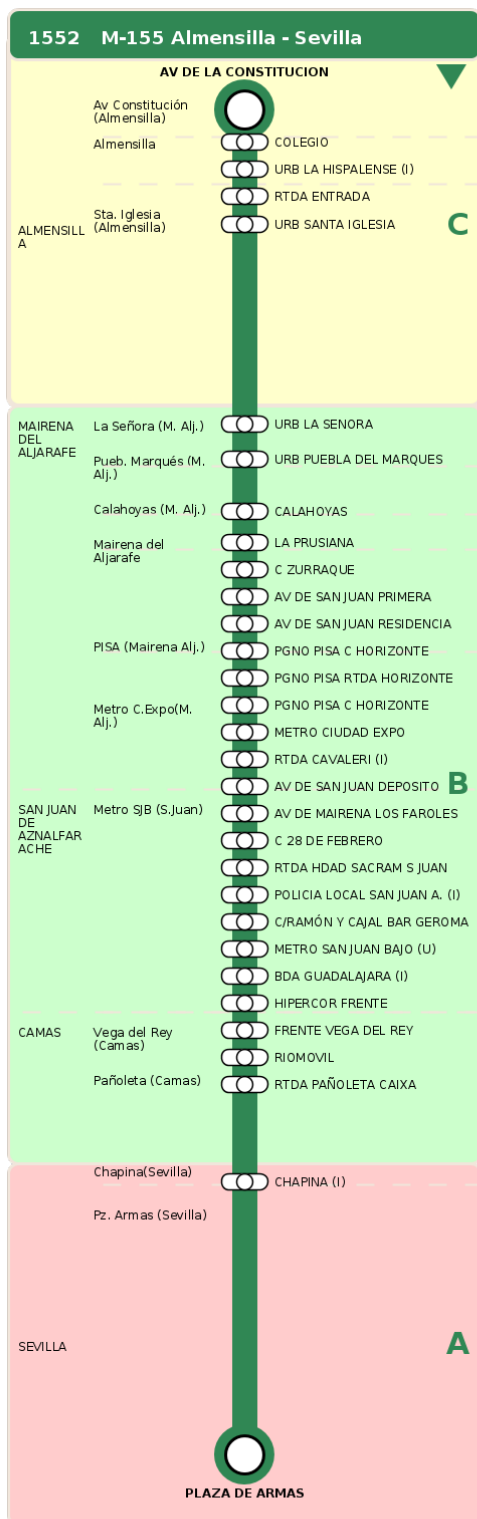 1552 M-155 Almensilla - Sevilla
AV DE LA CONSTITUCION
Av Constitución
(Almensilla)
Almensilla
COLEGIO
URB LA HISPALENSE (I)
RTDA ENTRADA
Sta. Iglesia
(Almensilla)
URB SANTA IGLESIA
C
ALMENSILL
A
MAIRENA
DEL
ALJARAFE
La Señora (M. Alj.)
URB LA SENORA
Pueb. Marqués (M.
Alj.)
URB PUEBLA DEL MARQUES
Calahoyas (M. Alj.)
CALAHOYAS
Mairena del
Aljarafe
LA PRUSIANA
C ZURRAQUE
AV DE SAN JUAN PRIMERA
AV DE SAN JUAN RESIDENCIA
PISA (Mairena Alj.)
PGNO PISA C HORIZONTE
PGNO PISA RTDA HORIZONTE
Metro C.Expo(M.
Alj.)
PGNO PISA C HORIZONTE
METRO CIUDAD EXPO
RTDA CAVALERI (I)
AV DE SAN JUAN DEPOSITO
B
SAN JUAN
DE
AZNALFAR
ACHE
Metro SJB (S.Juan)
AV DE MAIRENA LOS FAROLES
C 28 DE FEBRERO
RTDA HDAD SACRAM S JUAN
POLICIA LOCAL SAN JUAN A. (I)
C/RAMÓN Y CAJAL BAR GEROMA
METRO SAN JUAN BAJO (U)
BDA GUADALAJARA (I)
HIPERCOR FRENTE
CAMAS
Vega del Rey
(Camas)
FRENTE VEGA DEL REY
RIOMOVIL
Pañoleta (Camas)
RTDA PAÑOLETA CAIXA
Chapina(Sevilla)
CHAPINA (I)
Pz. Armas (Sevilla)
SEVILLA
A
PLAZA DE ARMAS